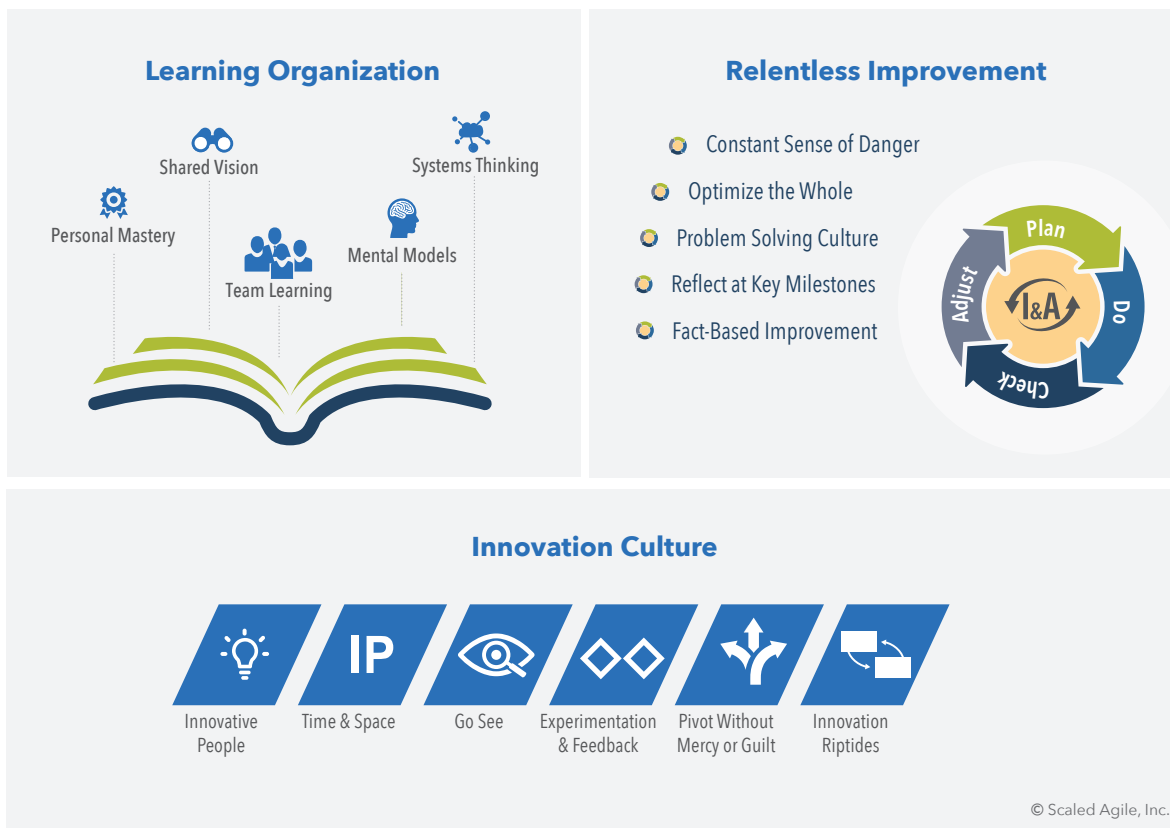 Learning Organization
Shared Vision
Systems Thinking
Personal Mastery
Mental Models
Team Learning
Relentless Improvement
Constant Sense of Danger
Optimize the Whole
Problem Solving Culture
Reflect at Key Milestones
Fact-Based Improvement
Plan
Do
Check
Adjust
I&A
Innovation Culture
IP
Innovative
People
Time & Space
Go See
Experimentation
& Feedback
Pivot Without
Mercy or Guilt
Innovation
Riptides
© Scaled Agile, Inc.